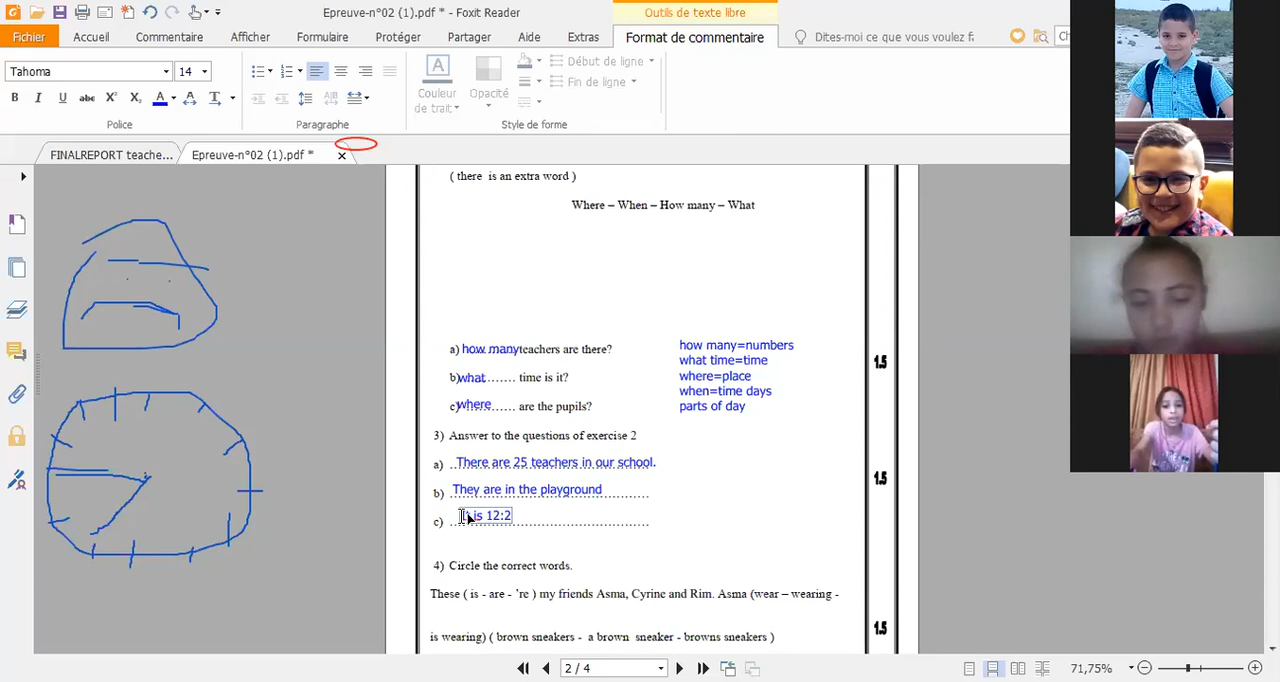 Epreuve-n°02 (1).pdf * - Foxit Reader
Outils de texte libre
Fichier
Accueil
Commentaire
Afficher
Formulaire
Protéger
Partager
Aide
Extras
Format de commentaire
Dites-moi ce que vous voulez f
Ch
Tahoma
14
Couleur
de trait
Opacité
Début de ligne
Fin de ligne
Police
Paragraphe
Style de forme
FINALREPORT teache...
Epreuve-n°02 (1).pdf *
( there is an extra word )
Where – When – How many – What
a) how many teachers are there?
b) what ....... time is it?
c) where ...... are the pupils?
how many=numbers
what time=time
where=place
when=time days
parts of day
1.5
3) Answer to the questions of exercise 2
a) There are 25 teachers in our school.
b) They are in the playground
c) It is 12:2
1.5
4) Circle the correct words.
These ( is - are - 're ) my friends Asma, Cyrine and Rim. Asma (wear – wearing -
is wearing) ( brown sneakers - a brown sneaker - browns sneakers )
1.5
2 / 4
71,75%